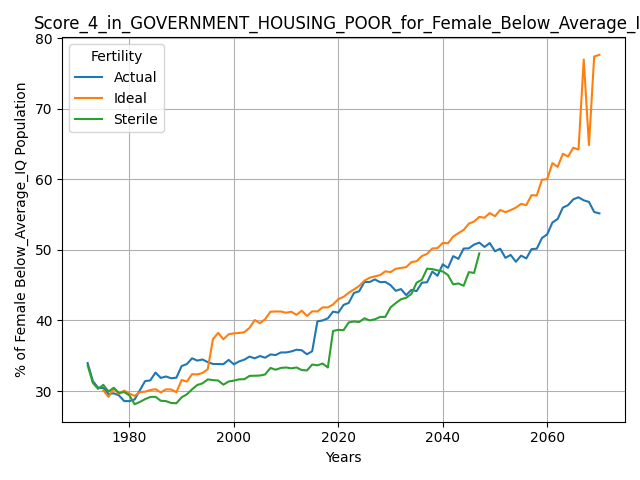 Score_4_in_GOVERNMENT_HOUSING_POOR_for_Female_Below_Average_I
80
70
60
50
40
30
% of Female Below_Average_IQ Population
Fertility
Actual
Ideal
Sterile
1980
2000
2020
2040
2060
Years